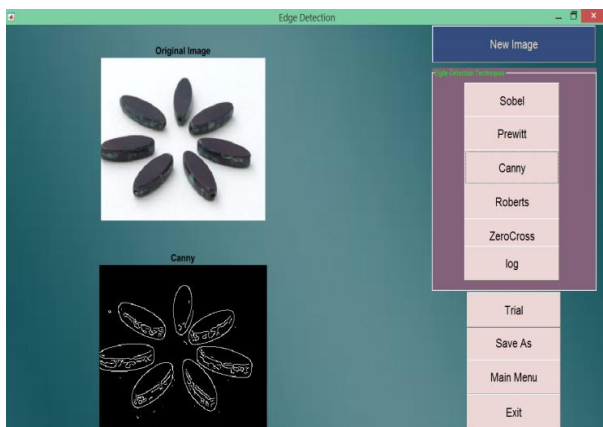 Edge Detection
Original Image
Canny
New Image
Egde Detection Techniques
Sobel
Prewitt
Canny
Roberts
ZeroCross
log
Trial
Save As
Main Menu
Exit